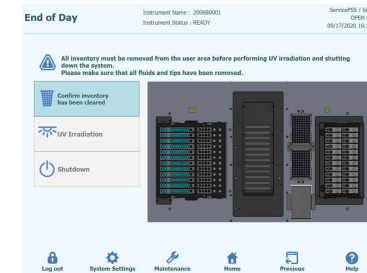 End of Day
Instrument Name : 200680001
Instrument Status : READY
ServicePSS / Se
OPEN
09/17/2020 16:
All inventory must be removed from the user area before performing UV irradiation and shutting
down the system.
Please make sure that all fluids and tips have been removed.
Confirm inventory
has been cleared
UV Irradiation
Shutdown
Log out
System Settings
Maintenance
Home
Previous
Help